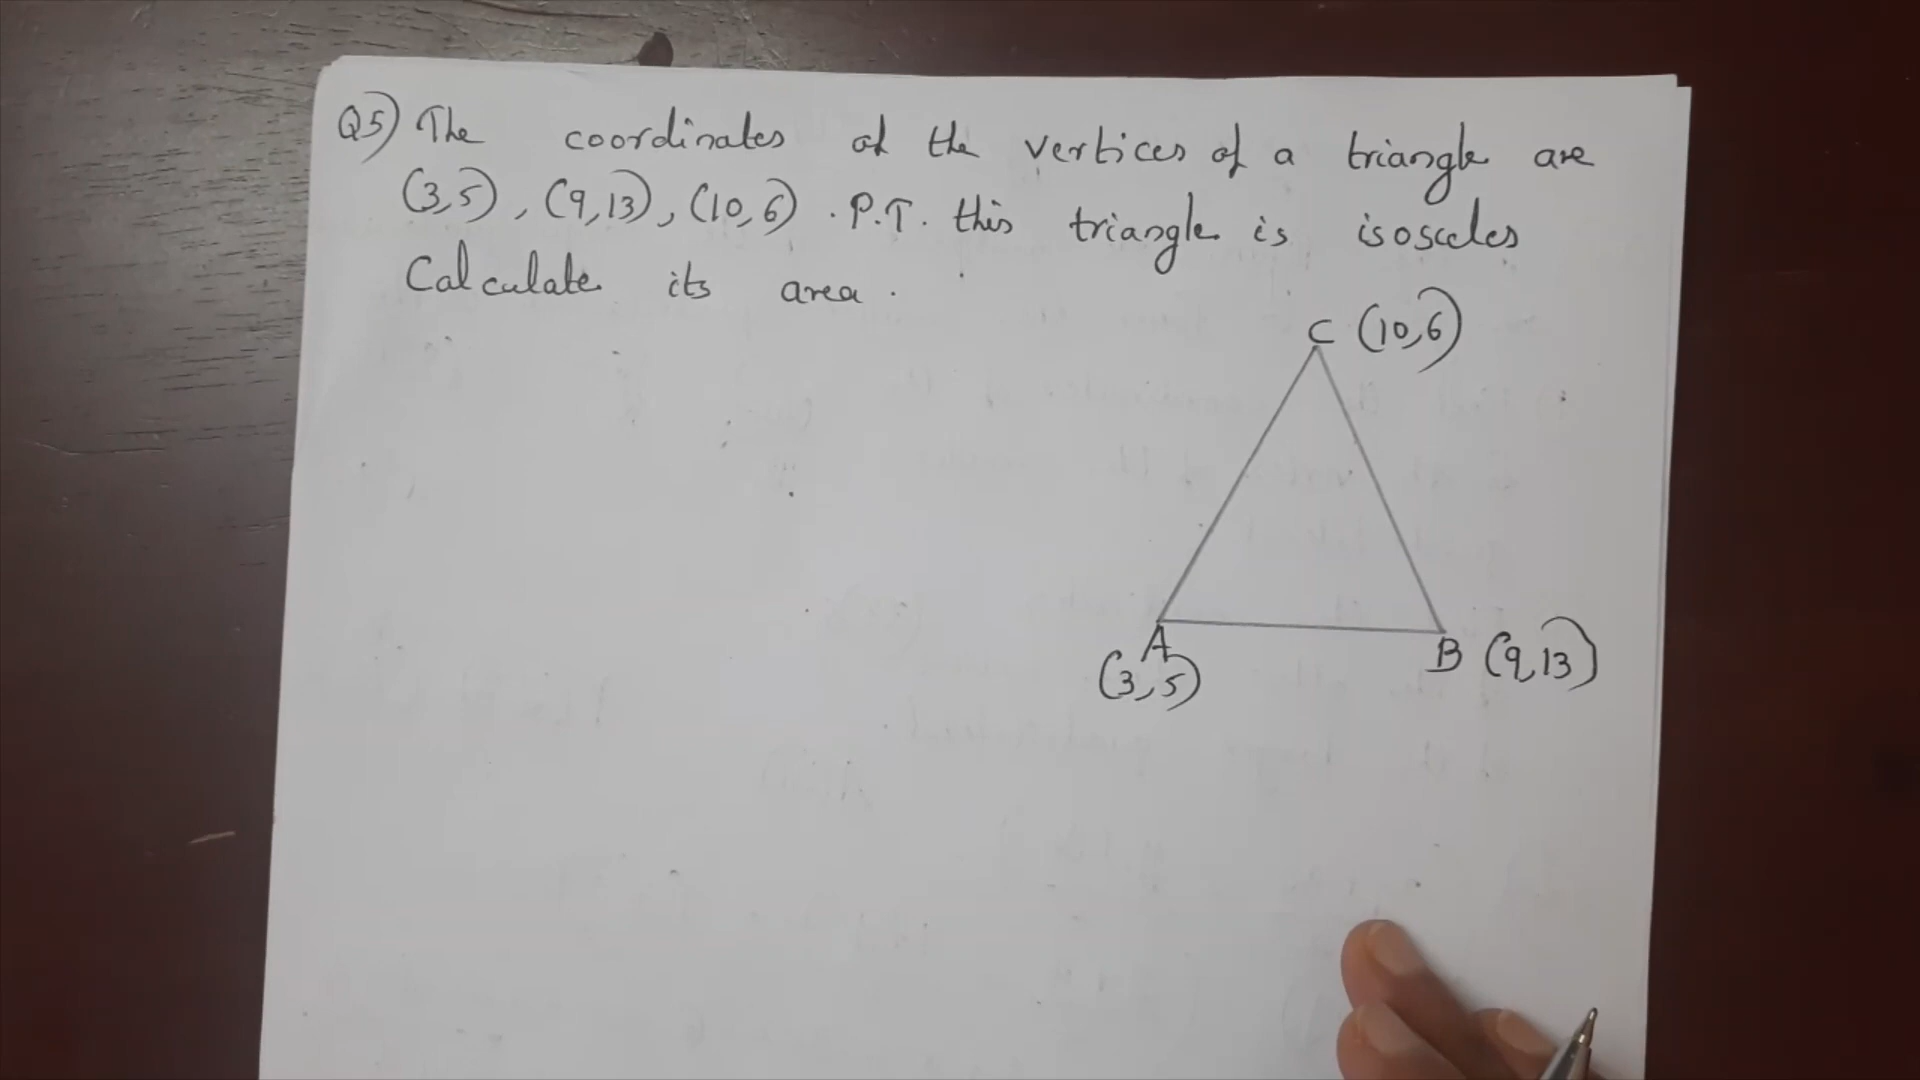 Q5) The coordinates of the vertices of a triangle are
(3,5), (9,13), (10,6). P.T. this triangle is isosceles
Calculate its area.
C (10,6)
A
(3,5)
B (9,13)